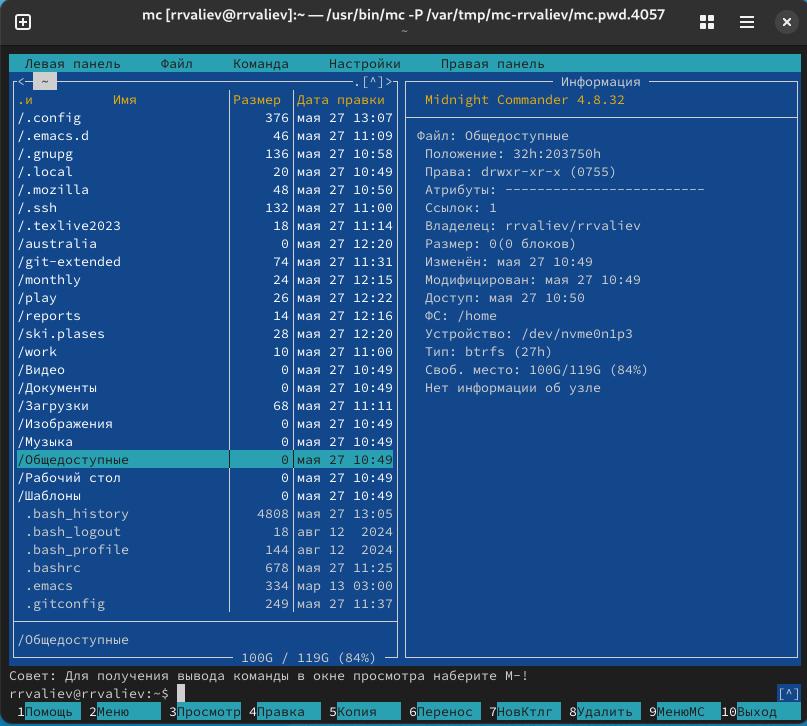 mc [rrvaliev@rrvaliev]:~ — /usr/bin/mc -P /var/tmp/mc-rrvaliev/mc.pwd.4057
~
Левая панель Файл Команда Настройки Правая панель
<— ~ .[^]>
.и Имя Размер Дата правки
/.config 376 мая 27 13:07
/.emacs.d 46 мая 27 11:09
/.gnupg 136 мая 27 10:58
/.local 20 мая 27 10:49
/.mozilla 48 мая 27 10:50
/.ssh 132 мая 27 11:00
/.texlive2023 18 мая 27 11:14
/australia 0 мая 27 12:20
/git-extended 74 мая 27 11:31
/monthly 24 мая 27 12:15
/play 26 мая 27 12:22
/reports 14 мая 27 12:16
/ski.plases 28 мая 27 12:20
/work 10 мая 27 11:00
/Видео 0 мая 27 10:49
/Документы 0 мая 27 10:49
/Загрузки 68 мая 27 11:11
/Изображения 0 мая 27 10:49
/Музыка 0 мая 27 10:49
/Общедоступные 0 мая 27 10:49
/Рабочий стол 0 мая 27 10:49
/Шаблоны 0 мая 27 10:49
.bash_history 4808 мая 27 13:05
.bash_logout 18 авг 12 2024
.bash_profile 144 авг 12 2024
.bashrc 678 мая 27 11:25
.emacs 334 мар 13 03:00
.gitconfig 249 мая 27 11:37
/Общедоступные
100G / 119G (84%)
Информация
Midnight Commander 4.8.32
Файл: Общедоступные
Положение: 32h:203750h
Права: drwxr-xr-x (0755)
Атрибуты: -------------------------
Ссылок: 1
Владелец: rrvaliev/rrvaliev
Размер: 0(0 блоков)
Изменён: мая 27 10:49
Модифицирован: мая 27 10:49
Доступ: мая 27 10:50
ФС: /home
Устройство: /dev/nvme0n1p3
Тип: btrfs (27h)
Своб. место: 100G/119G (84%)
Нет информации об узле
Совет: Для получения вывода команды в окне просмотра наберите M-!
rrvaliev@rrvaliev:~$ [^]
1Помощь 2Меню 3Просмотр 4Правка 5Копия 6Перенос 7НовКтлг 8Удалить 9МенюMC 10Выход